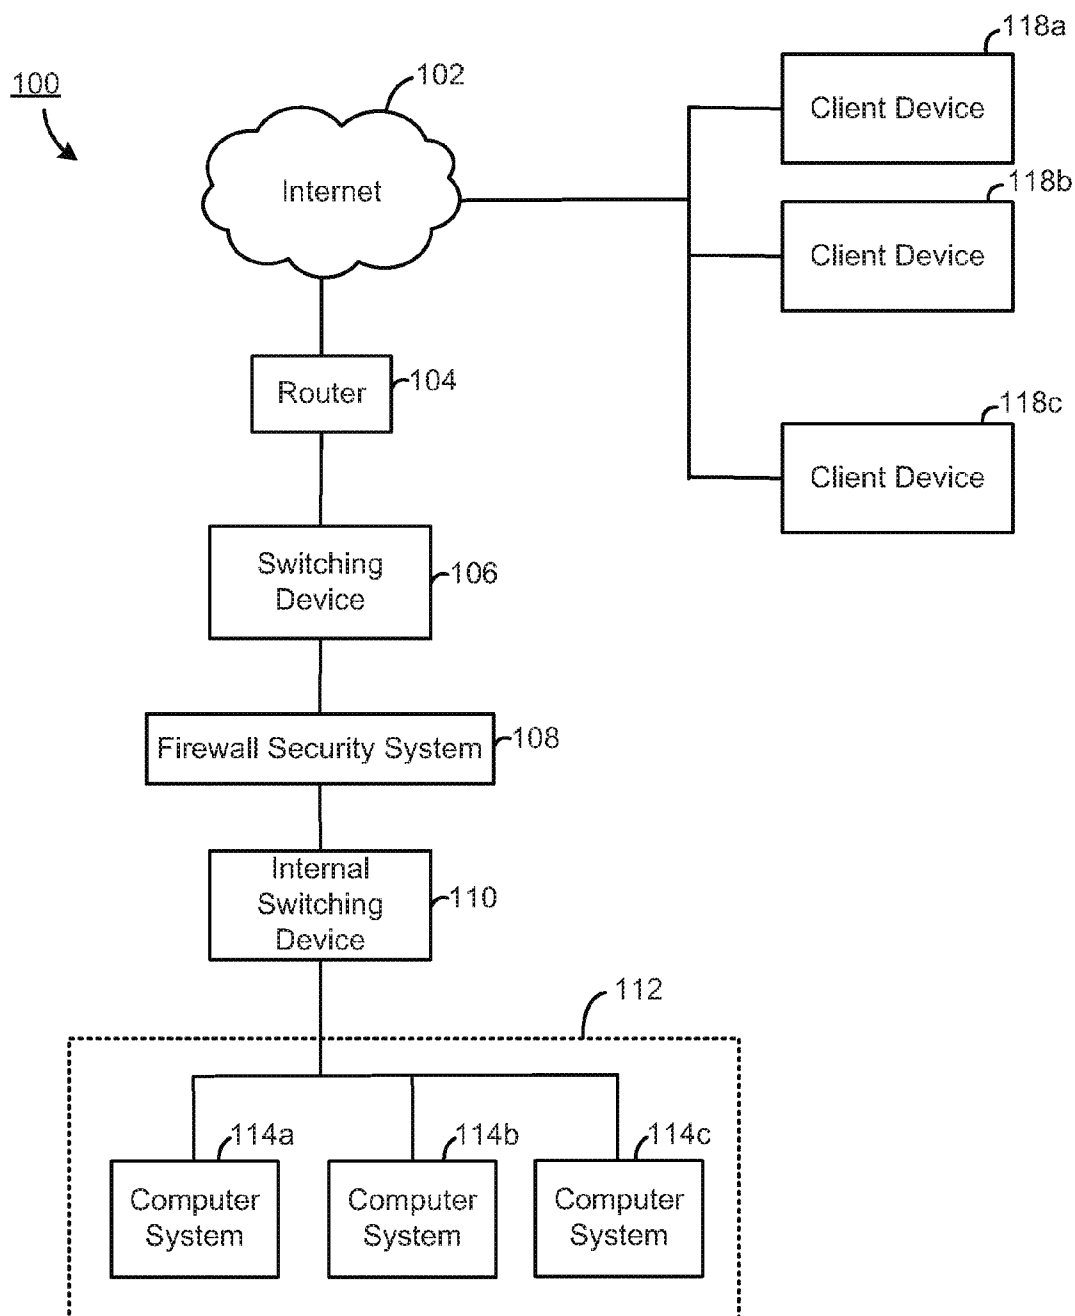 100
102
Internet
118a
Client Device
118b
Client Device
118c
Client Device
Router
104
Switching
Device
106
Firewall Security System
108
Internal
Switching
Device
110
112
114a
Computer
System
114b
Computer
System
114c
Computer
System